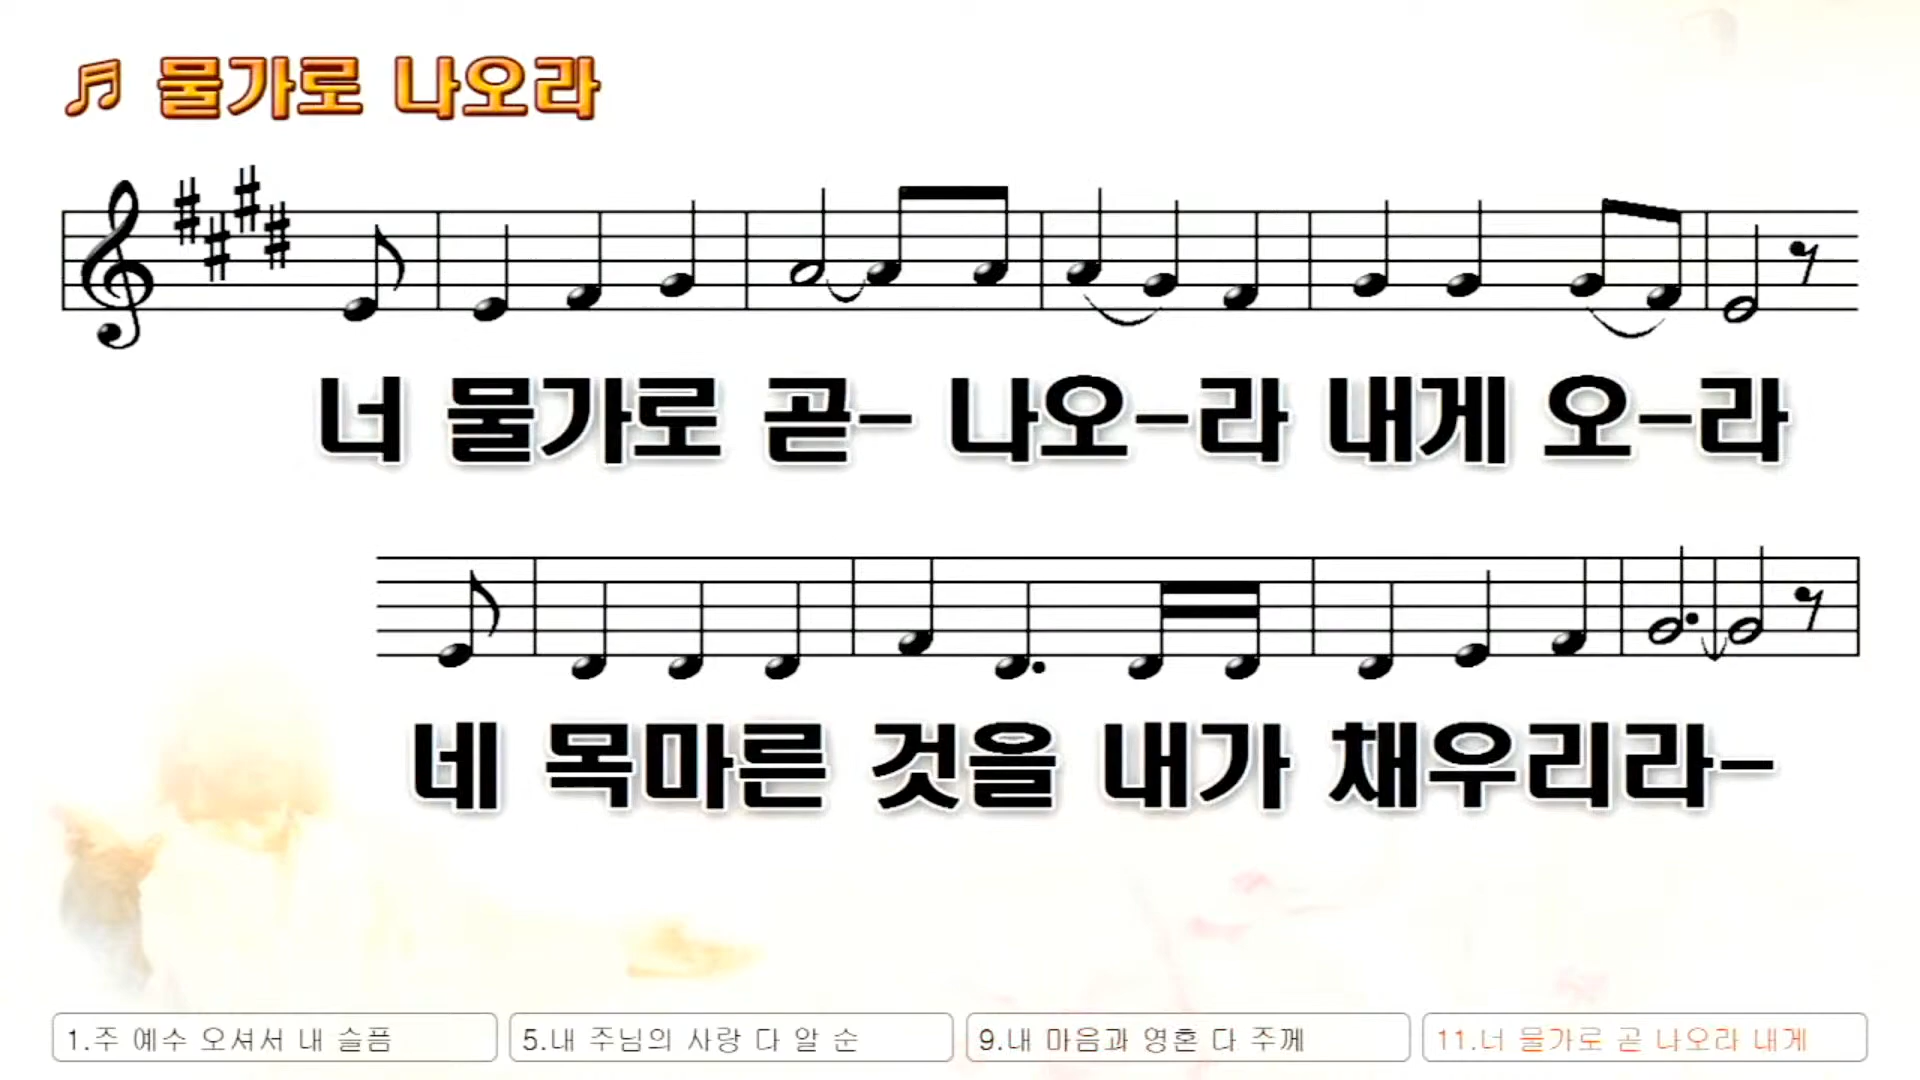 물가로 나오라
너 물가로 곧- 나오-라 내게 오-라
네 목마른 것을 내가 채우리라-
1.주 예수 오셔서 내 슬픔
5.내 주님의 사랑 다 알 순
9.내 마음과 영혼 다 주께
11.너 물가로 곧 나오라 내게